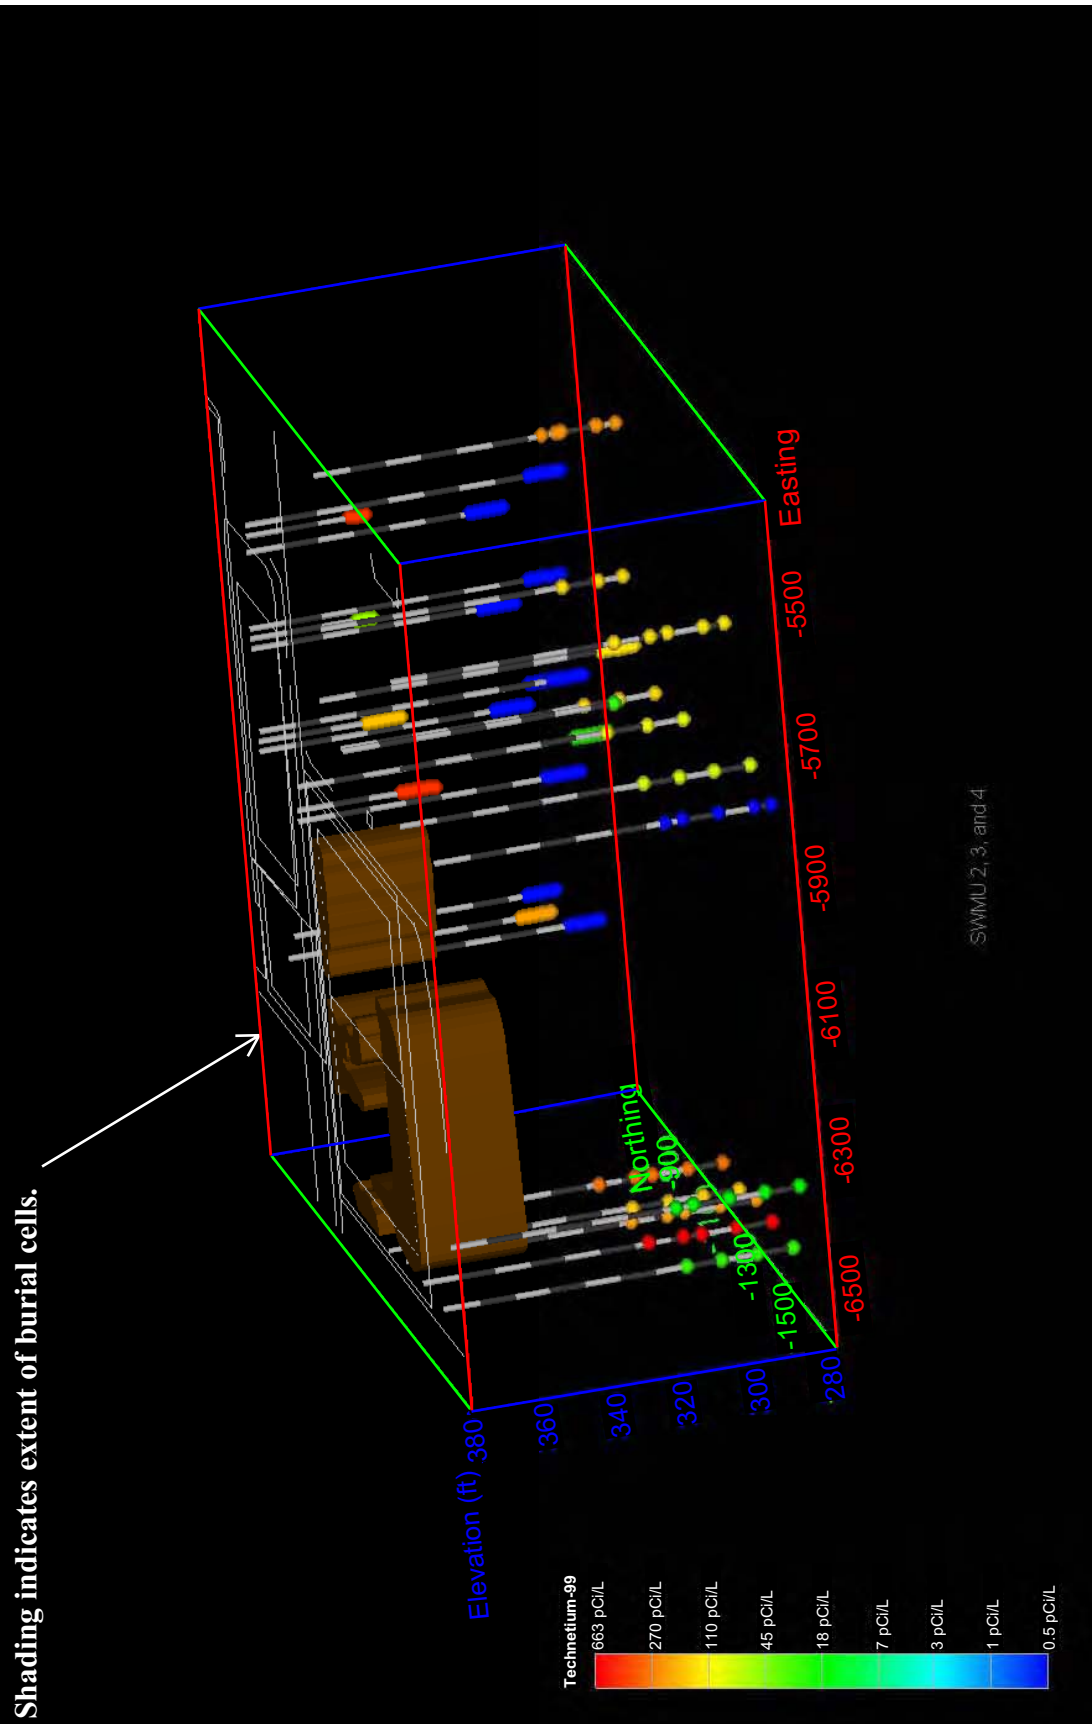 Shading indicates extent of burial cells.
Elevation (ft)
380
360
340
320
300
280
Northing
-900
-1300
-1500
Easting
-5500
-5700
-5900
-6100
-6300
-6500
Technetium-99
663 pCi/L
270 pCi/L
110 pCi/L
45 pCi/L
18 pCi/L
7 pCi/L
3 pCi/L
1 pCi/L
0.5 pCi/L
SWMU 2, 3, and 4